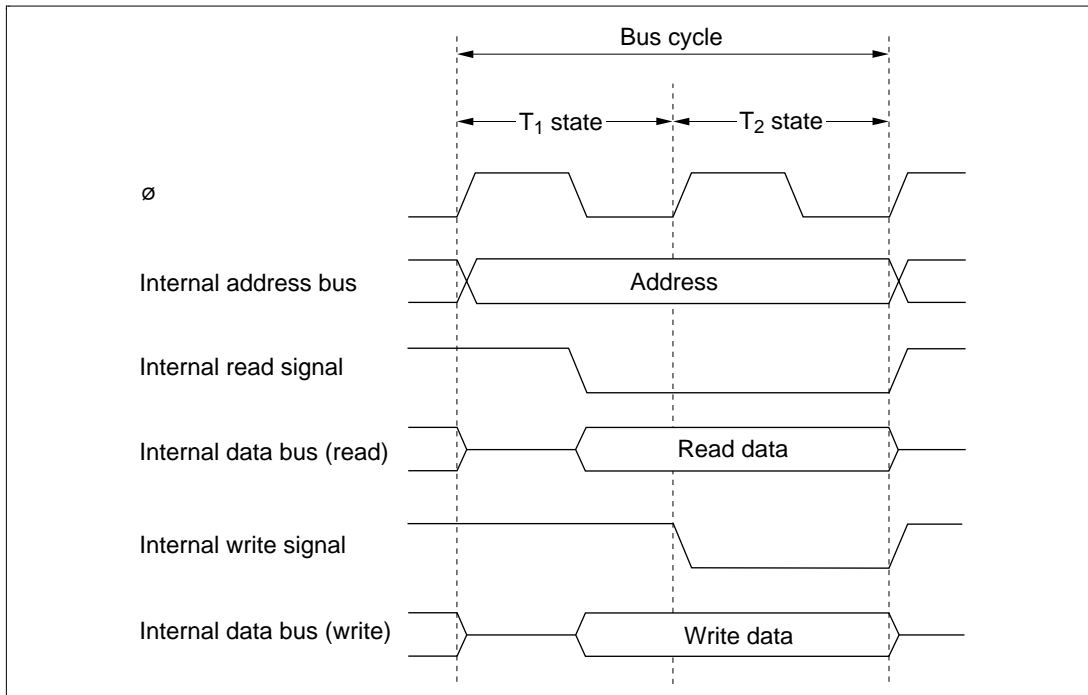 Bus cycle
T₁ state
T₂ state
ø
Internal address bus
Address
Internal read signal
Internal data bus (read)
Read data
Internal write signal
Internal data bus (write)
Write data